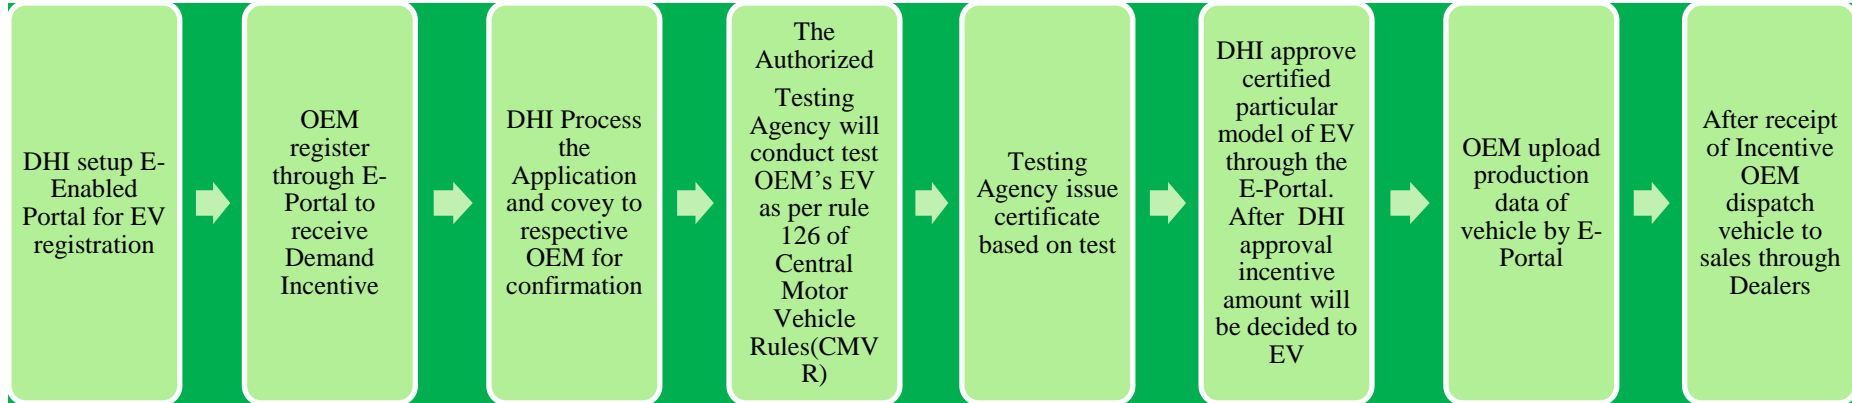 DHI setup E-
Enabled
Portal for EV
registration
OEM
register
through E-
Portal to
receive
Demand
Incentive
DHI Process
the
Application
and covey to
respective
OEM for
confirmation
The
Authorized
Testing
Agency will
conduct test
OEM’s EV
as per rule
126 of
Central
Motor
Vehicle
Rules(CMV
R)
Testing
Agency issue
certificate
based on test
DHI approve
certified
particular
model of EV
through the
E-Portal.
After DHI
approval
incentive
amount will
be decided to
EV
OEM upload
production
data of
vehicle by E-
Portal
After receipt
of Incentive
OEM
dispatch
vehicle to
sales through
Dealers